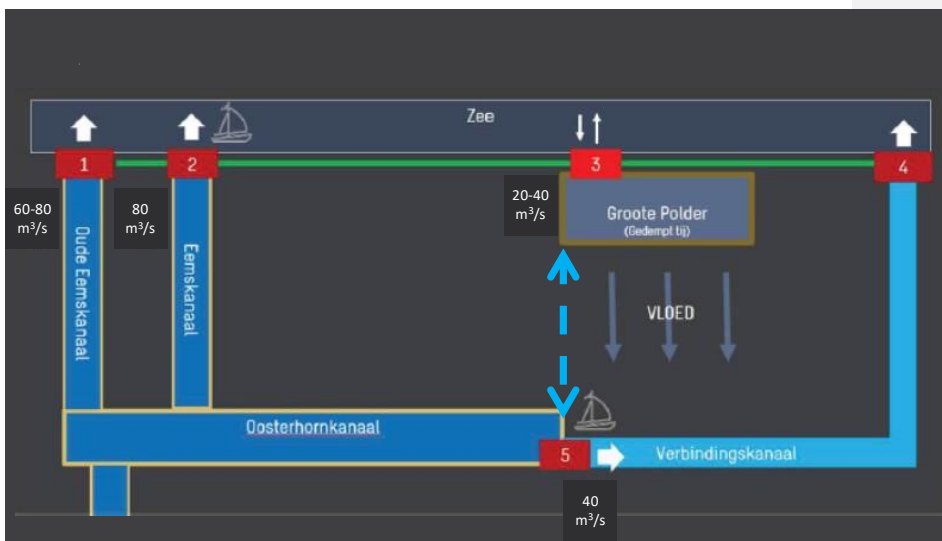 Zee
1
2
3
4
60-80
m³/s
80
m³/s
20-40
m³/s
Oude Eemskanaal
Eemskanaal
Groote Polder
(Gedempt tij)
VLOED
Oosterhornkanaal
5
Verbindingskanaal
40
m³/s